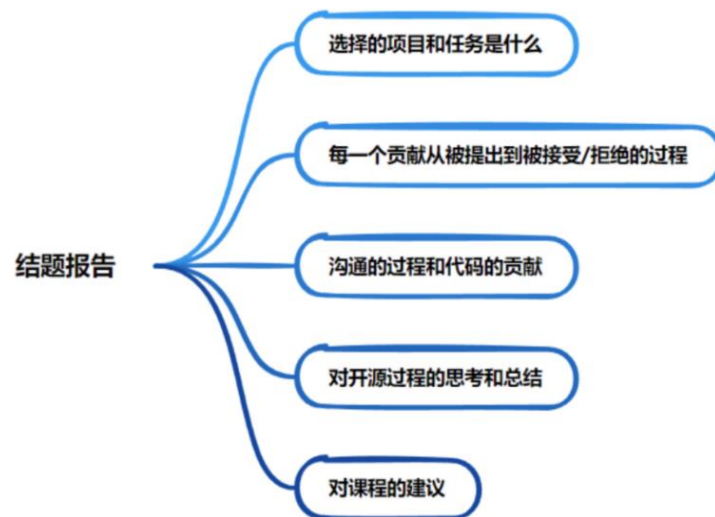 选择的项目和任务是什么
每一个贡献从被提出到被接受/拒绝的过程
结题报告
沟通的过程和代码的贡献
对开源过程的思考和总结
对课程的建议